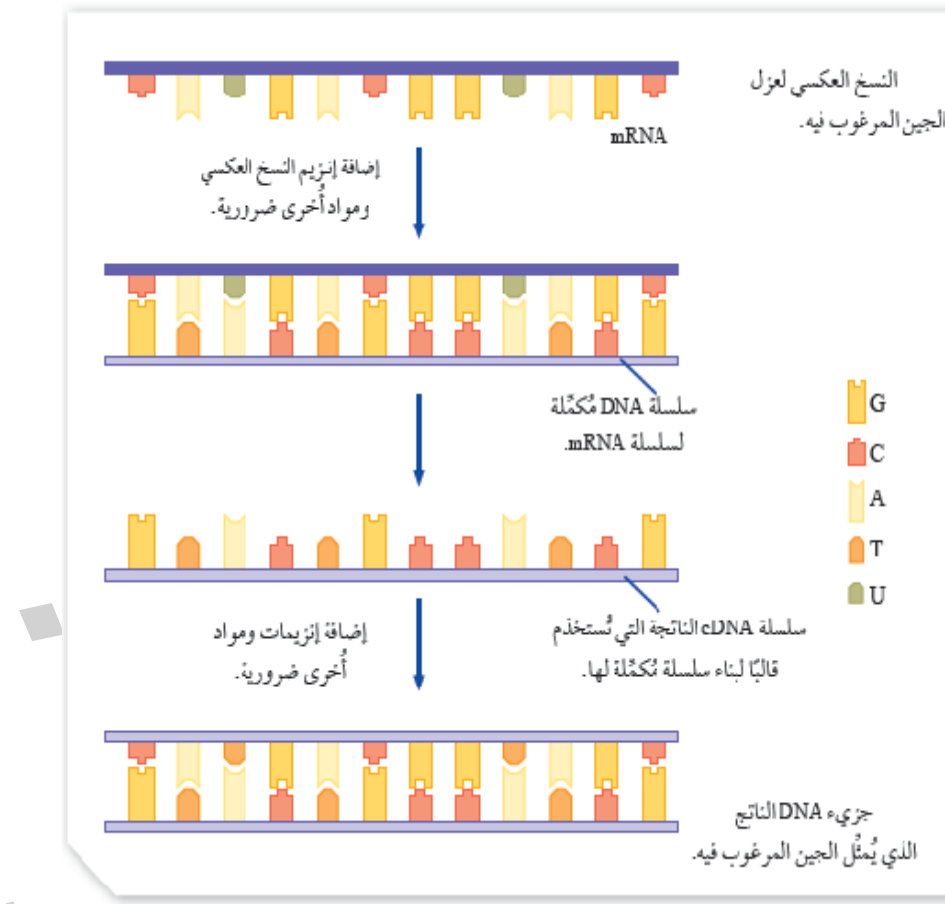 النسخ العكسي لعزل
الجين المرغوب فيه.
mRNA
إضافة إنزيم النسخ العكسي
ومواد أُخرى ضرورية.
سلسلة DNA مُكمِّلة
لسلسلة mRNA.
G
C
A
T
U
سلسلة cDNA الناتجة التي تُستخدَم
قالبًا لبناء سلسلة مُكمِّلة لها.
إضافة إنزيمات ومواد
أُخرى ضرورية.
جزيء DNA الناتج
الذي يُمثِّل الجين المرغوب فيه.